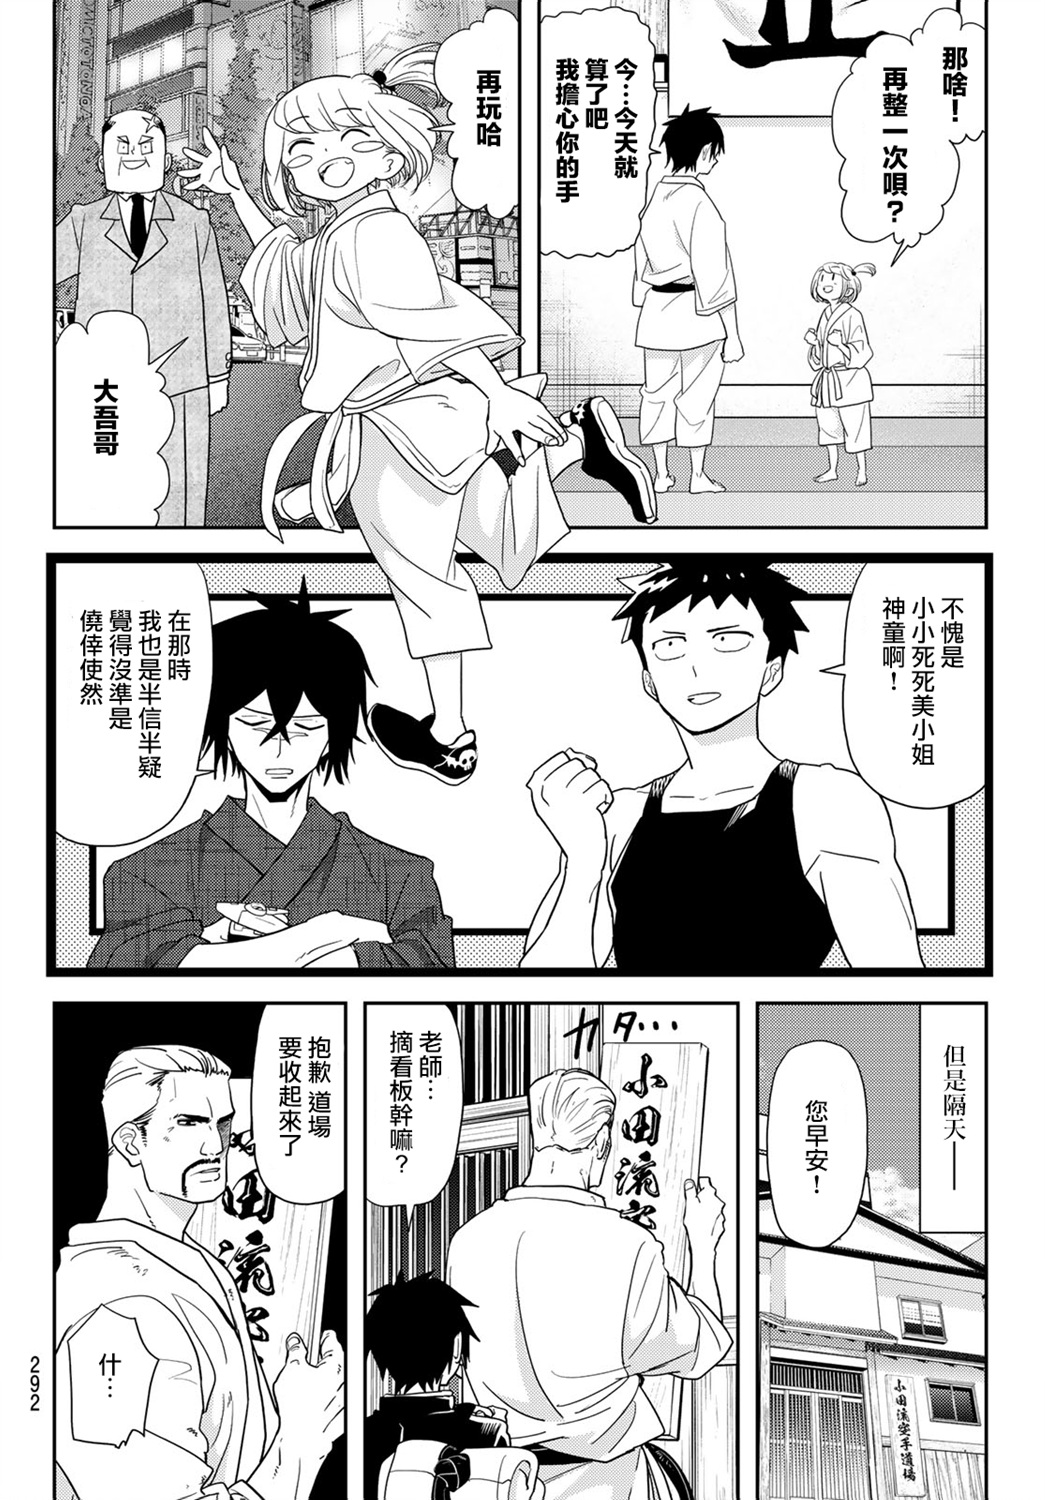 那啥！
再整一次唄？
今…今天就
算了吧
我擔心你的手
再玩哈
大吾哥
不愧是
小小死死美小姐
神童啊！
在那時
我也是半信半疑
覺得沒準是
僥倖使然
但是隔天──
您早安！
小田流空手道場
カタ…
老師…
摘看板幹嘛？
抱歉 道場
要收起來了
什…
292